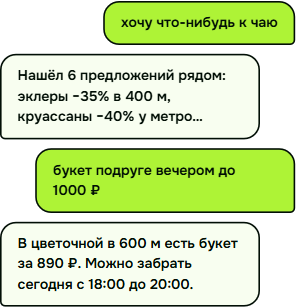 хочу что-нибудь к чаю
Нашёл 6 предложений рядом:
эклеры −35% в 400 м,
круассаны −40% у метро...
букет подруге вечером до
1000 ₽
В цветочной в 600 м есть букет
за 890 ₽. Можно забрать
сегодня с 18:00 до 20:00.